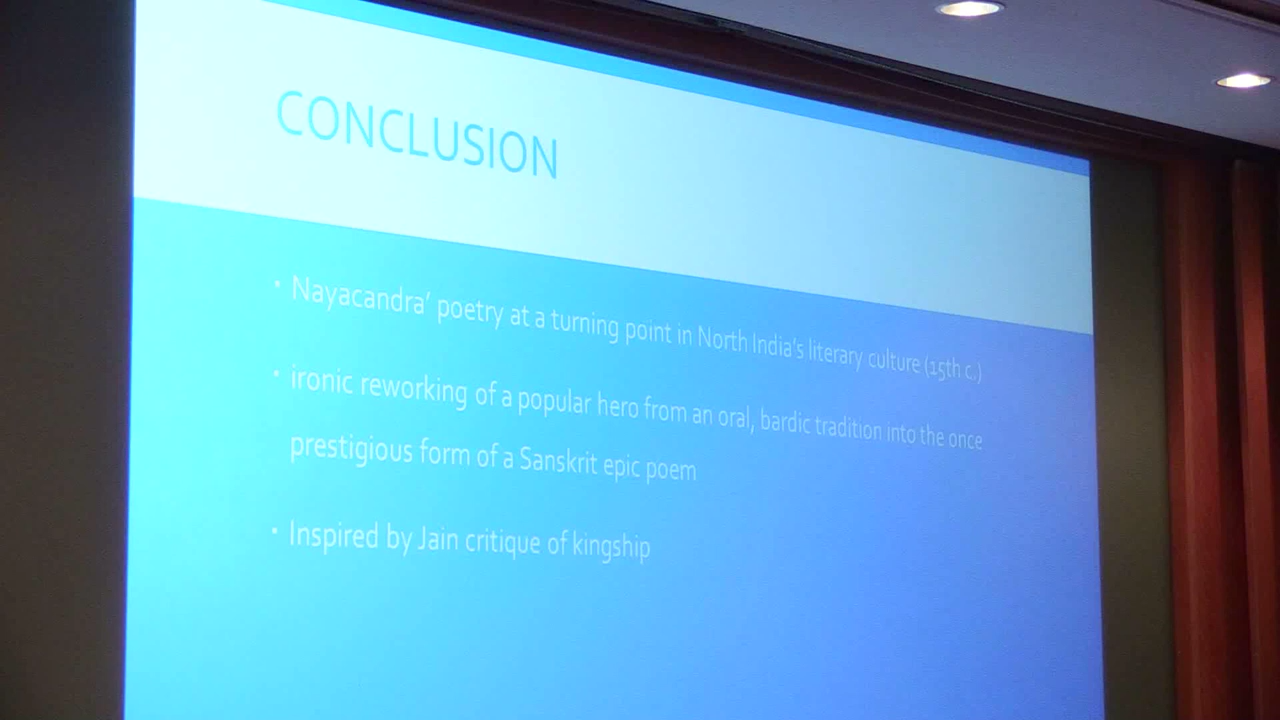 CONCLUSION
· Nayacandra’ poetry at a turning point in North India’s literary culture (15th c.)
· ironic reworking of a popular hero from an oral, bardic tradition into the once
prestigious form of a Sanskrit epic poem
· Inspired by Jain critique of kingship